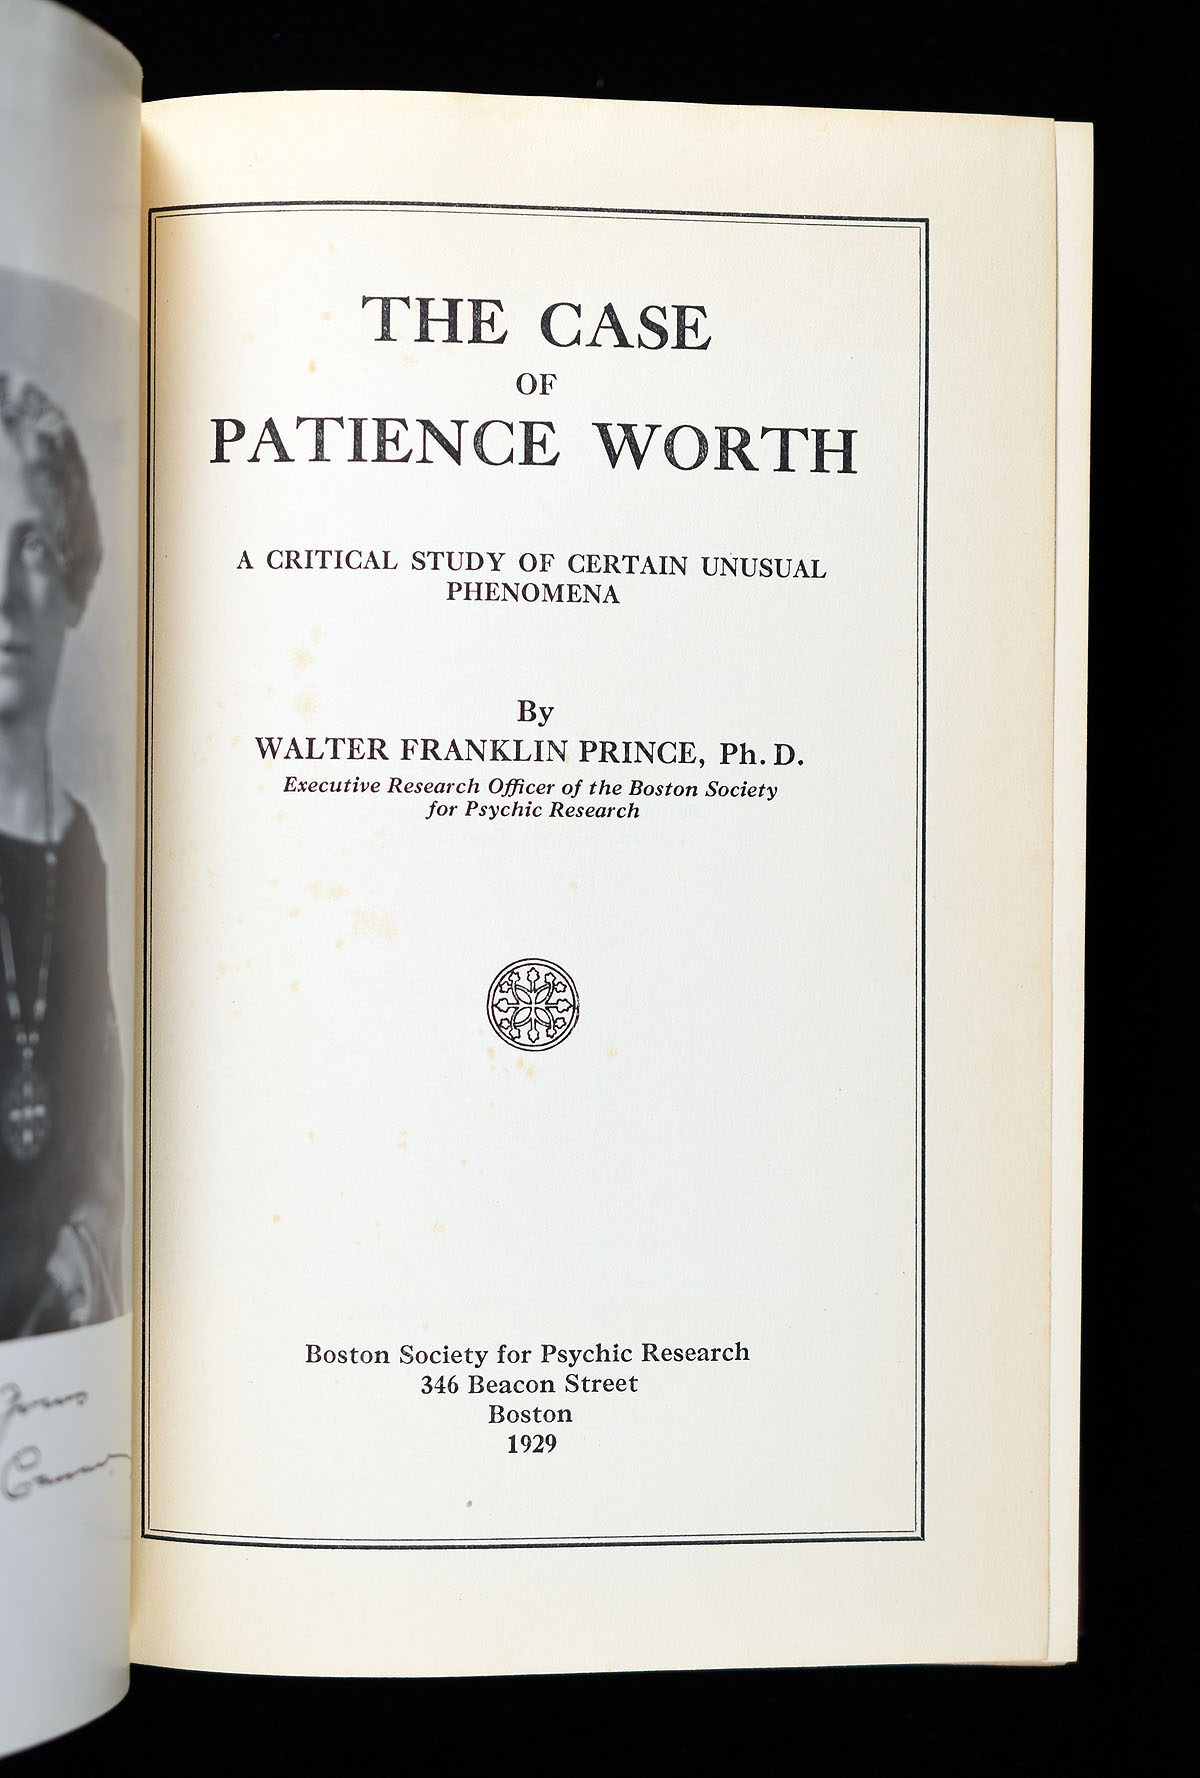 THE CASE
OF
PATIENCE WORTH
A CRITICAL STUDY OF CERTAIN UNUSUAL
PHENOMENA
By
WALTER FRANKLIN PRINCE, Ph. D.
Executive Research Officer of the Boston Society
for Psychic Research
Boston Society for Psychic Research
346 Beacon Street
Boston
1929